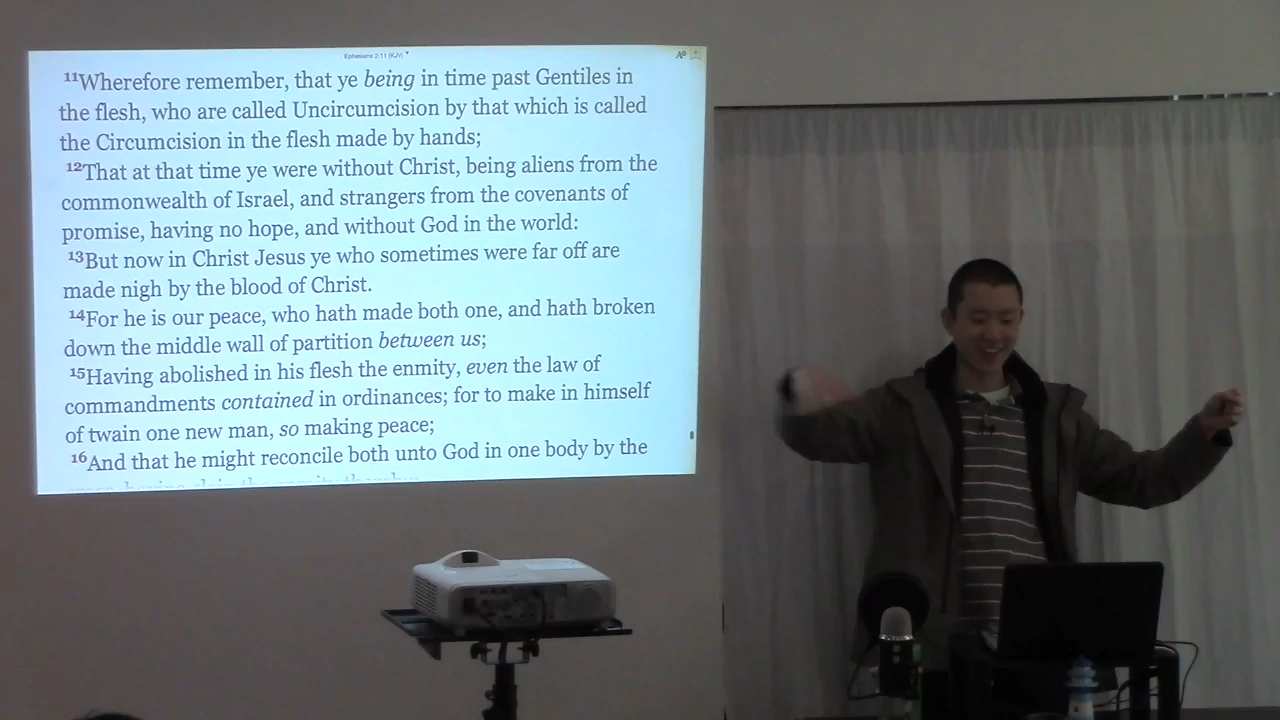 Ephesians 2:11 (KJV)
11Wherefore remember, that ye being in time past Gentiles in
the flesh, who are called Uncircumcision by that which is called
the Circumcision in the flesh made by hands;
12That at that time ye were without Christ, being aliens from the
commonwealth of Israel, and strangers from the covenants of
promise, having no hope, and without God in the world:
13But now in Christ Jesus ye who sometimes were far off are
made nigh by the blood of Christ.
14For he is our peace, who hath made both one, and hath broken
down the middle wall of partition between us;
15Having abolished in his flesh the enmity, even the law of
commandments contained in ordinances; for to make in himself
of twain one new man, so making peace;
16And that he might reconcile both unto God in one body by the